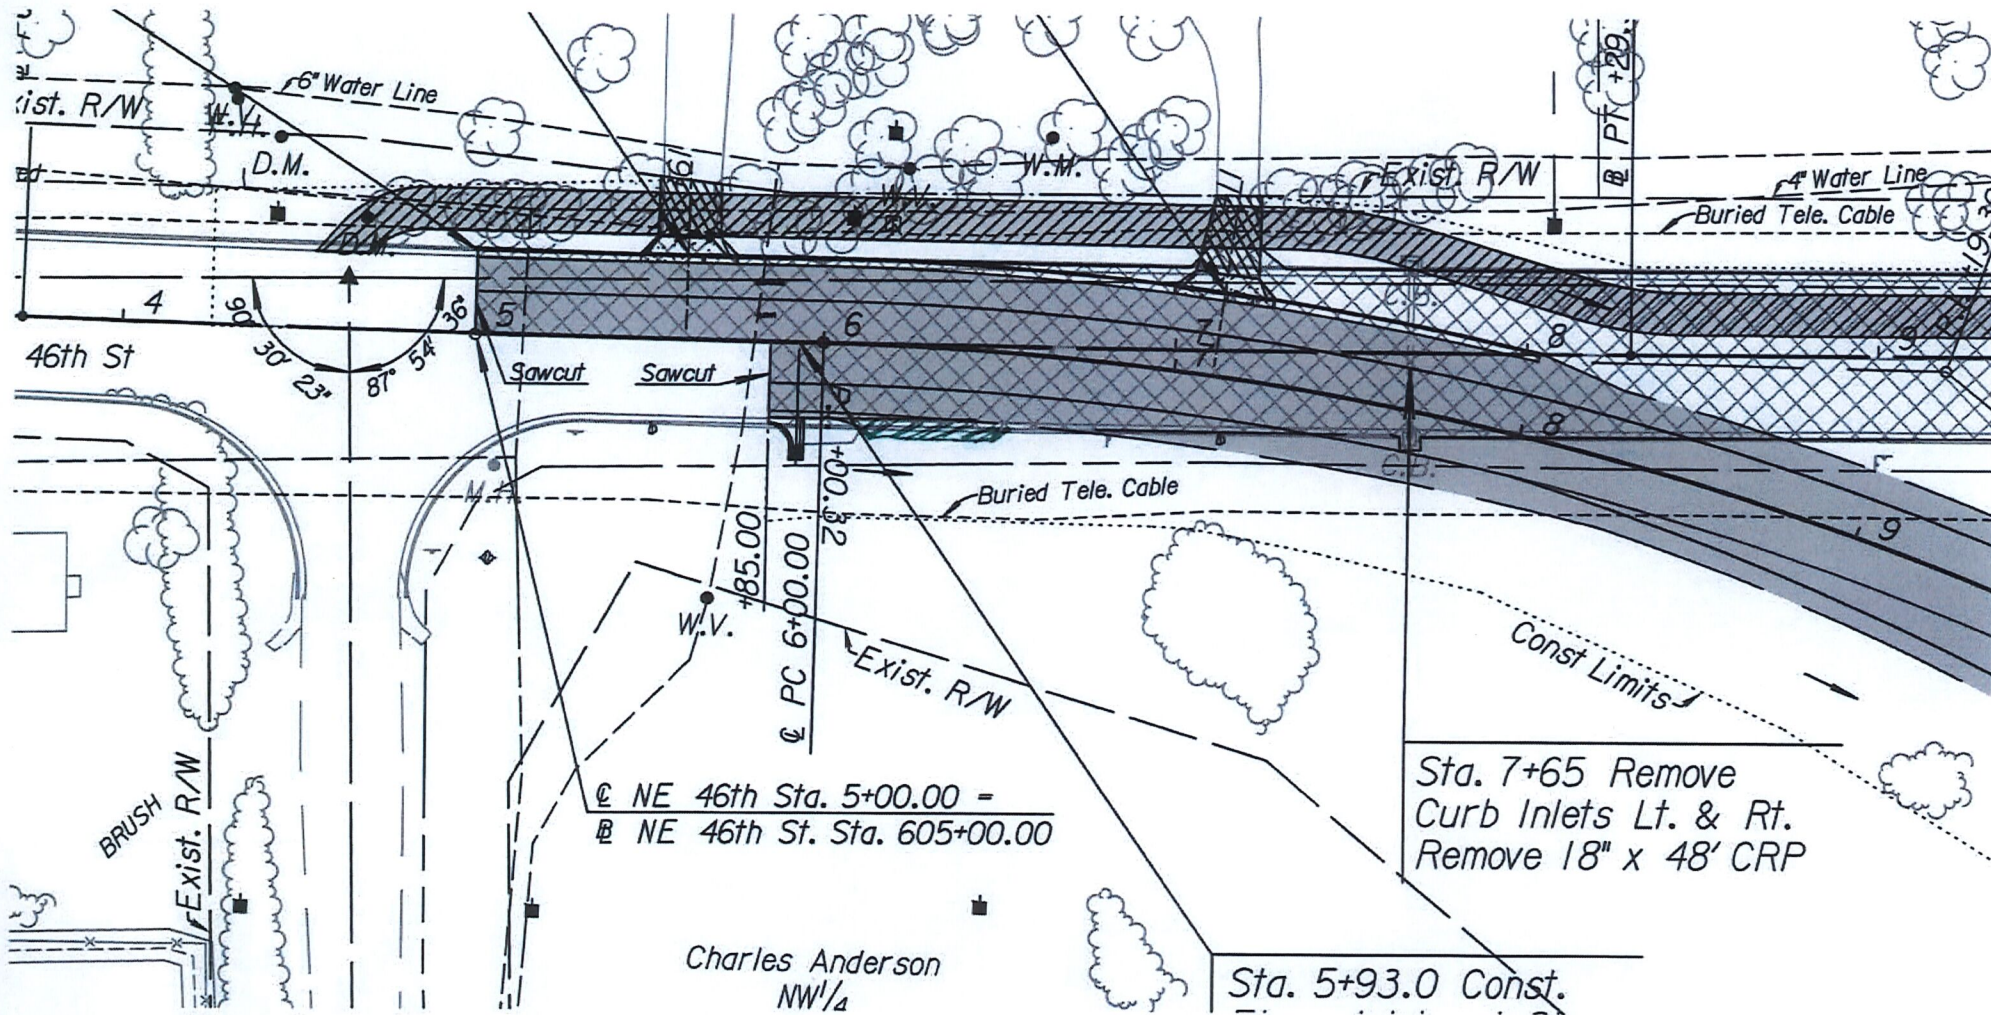 6" Water Line
ist. R/W
W.V.
D.M.
W.M.
W.V.
Exist. R/W
4" Water Line
Buried Tele. Cable
PT +29.
D.M.
6
C.B.
4
5
6
7
8
9
46th St
90°
30'
23"
87°
54'
36"
Sawcut
Sawcut
7
8
9
M.H.
C.B.
+00.32
Buried Tele. Cable
+85.00
℄ PC 6+00.00
W.V.
Exist. R/W
Const Limits
BRUSH
Exist. R/W
℄ NE 46th Sta. 5+00.00 =
NE 46th St. Sta. 605+00.00
Sta. 7+65 Remove
Curb Inlets Lt. & Rt.
Remove 18" x 48' CRP
Charles Anderson
NW1/4
Sta. 5+93.0 Const.